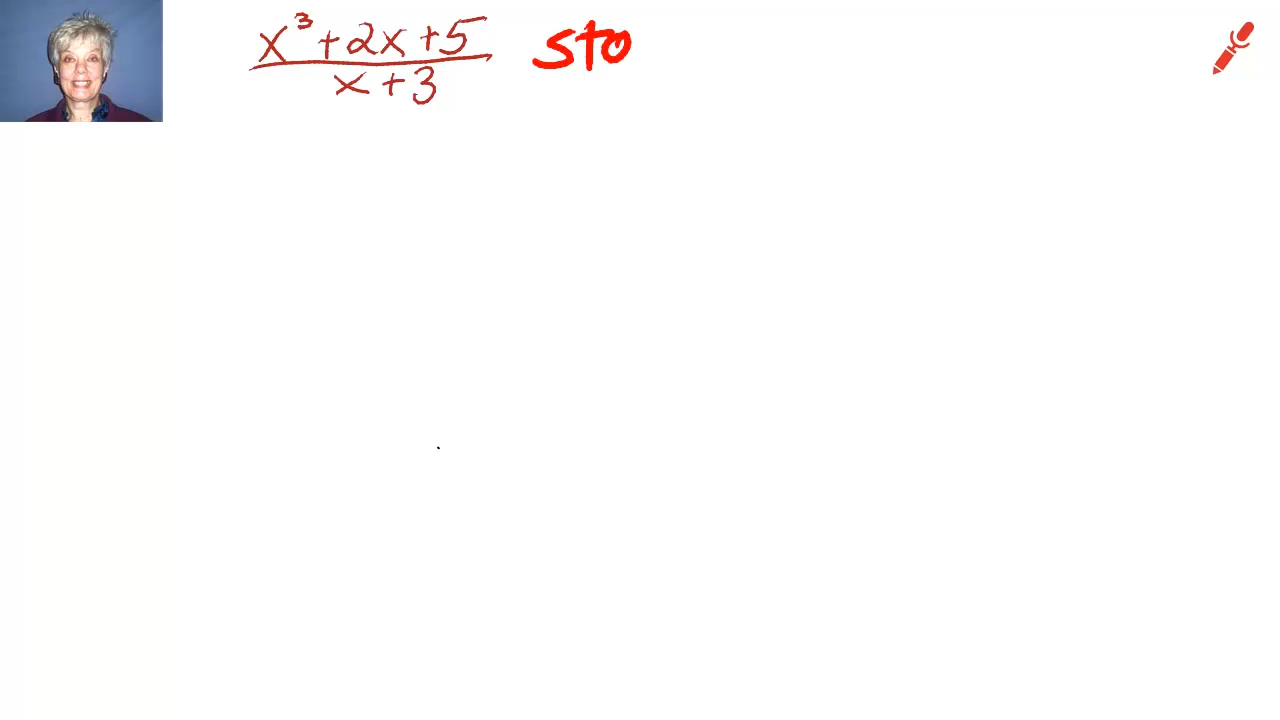 x³ + 2x + 5 sto
x + 3